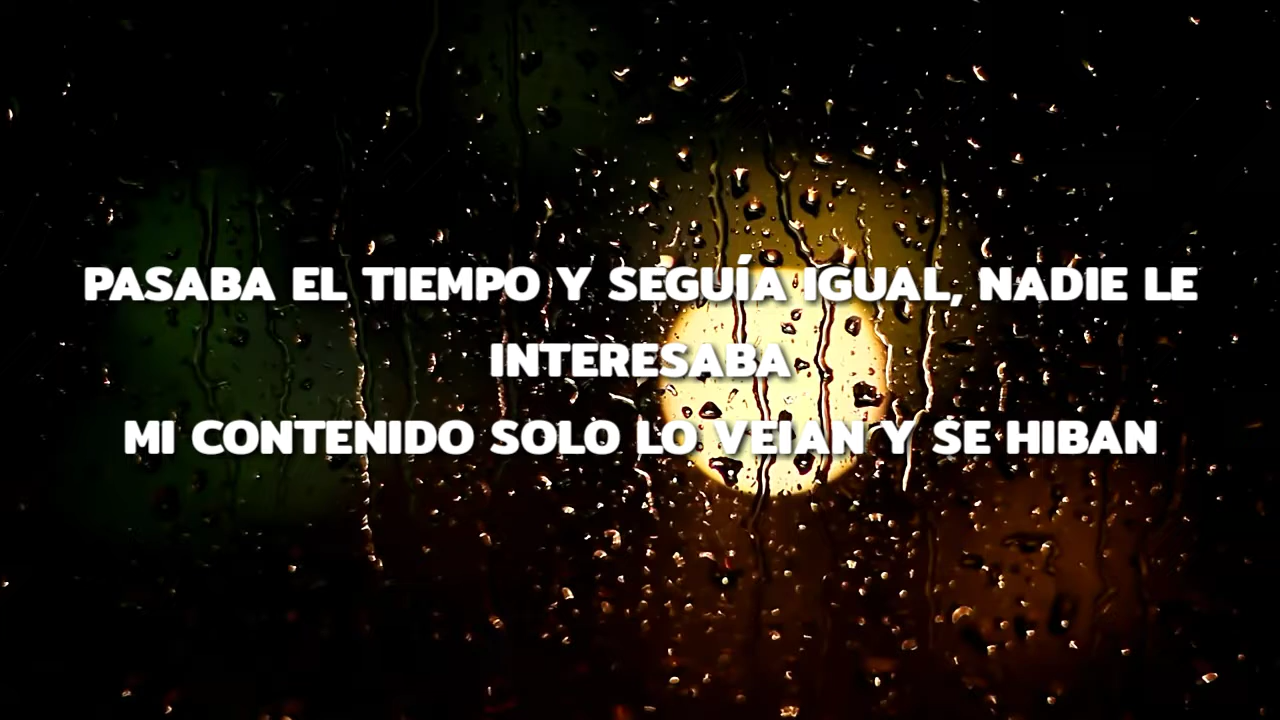 PASABA EL TIEMPO Y SEGUÍA IGUAL, NADIE LE
INTERESABA
MI CONTENIDO SOLO LO VEIAN Y SE HIBAN